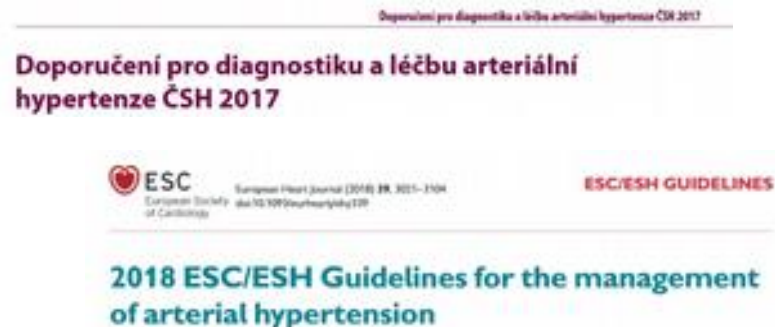 Doporučení pro diagnostiku a léčbu arteriální hypertenze ČSH 2017
Doporučení pro diagnostiku a léčbu arteriální
hypertenze ČSH 2017
ESC
European Society
of Cardiology
European Heart Journal (2018) 39, 3021–3104
ESC/ESH GUIDELINES
2018 ESC/ESH Guidelines for the management
of arterial hypertension